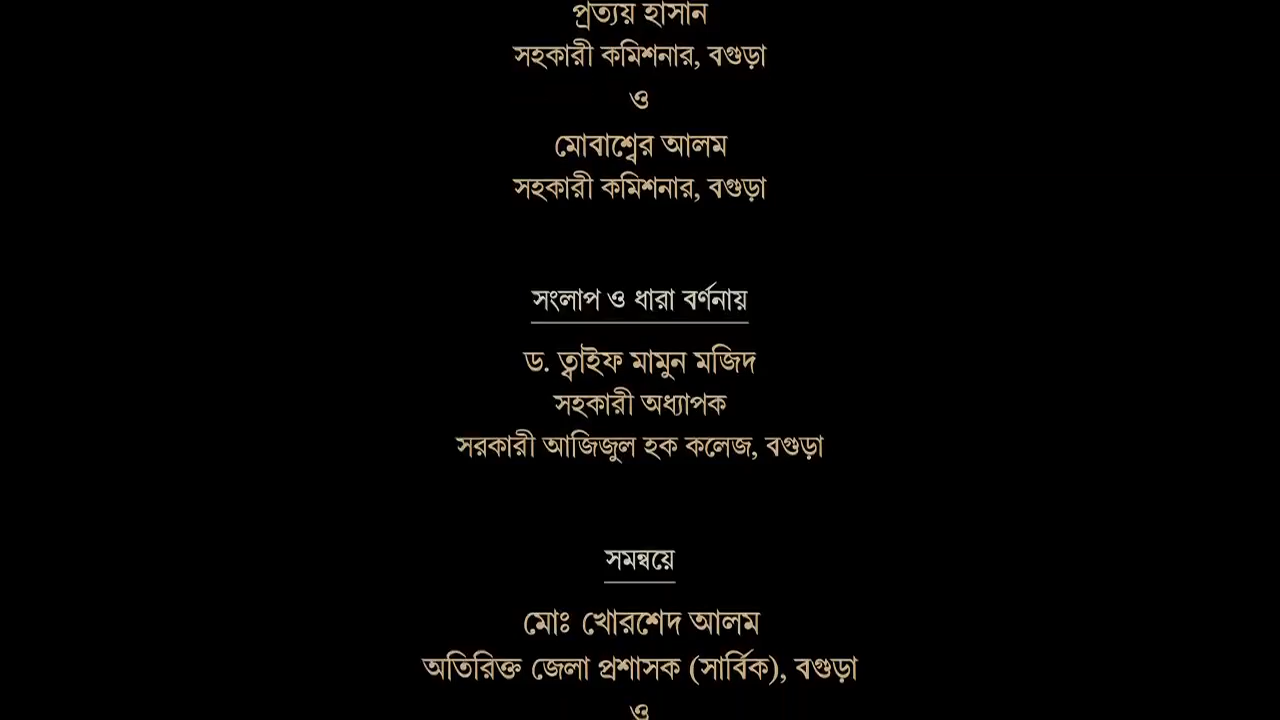 প্রত্যয় হাসান
সহকারী কমিশনার, বগুড়া
ও
মোবাশ্বের আলম
সহকারী কমিশনার, বগুড়া
সংলাপ ও ধারা বর্ণনায়
ড. ত্বাইফ মামুন মজিদ
সহকারী অধ্যাপক
সরকারী আজিজুল হক কলেজ, বগুড়া
সমন্বয়ে
মোঃ খোরশেদ আলম
অতিরিক্ত জেলা প্রশাসক (সার্বিক), বগুড়া
ও